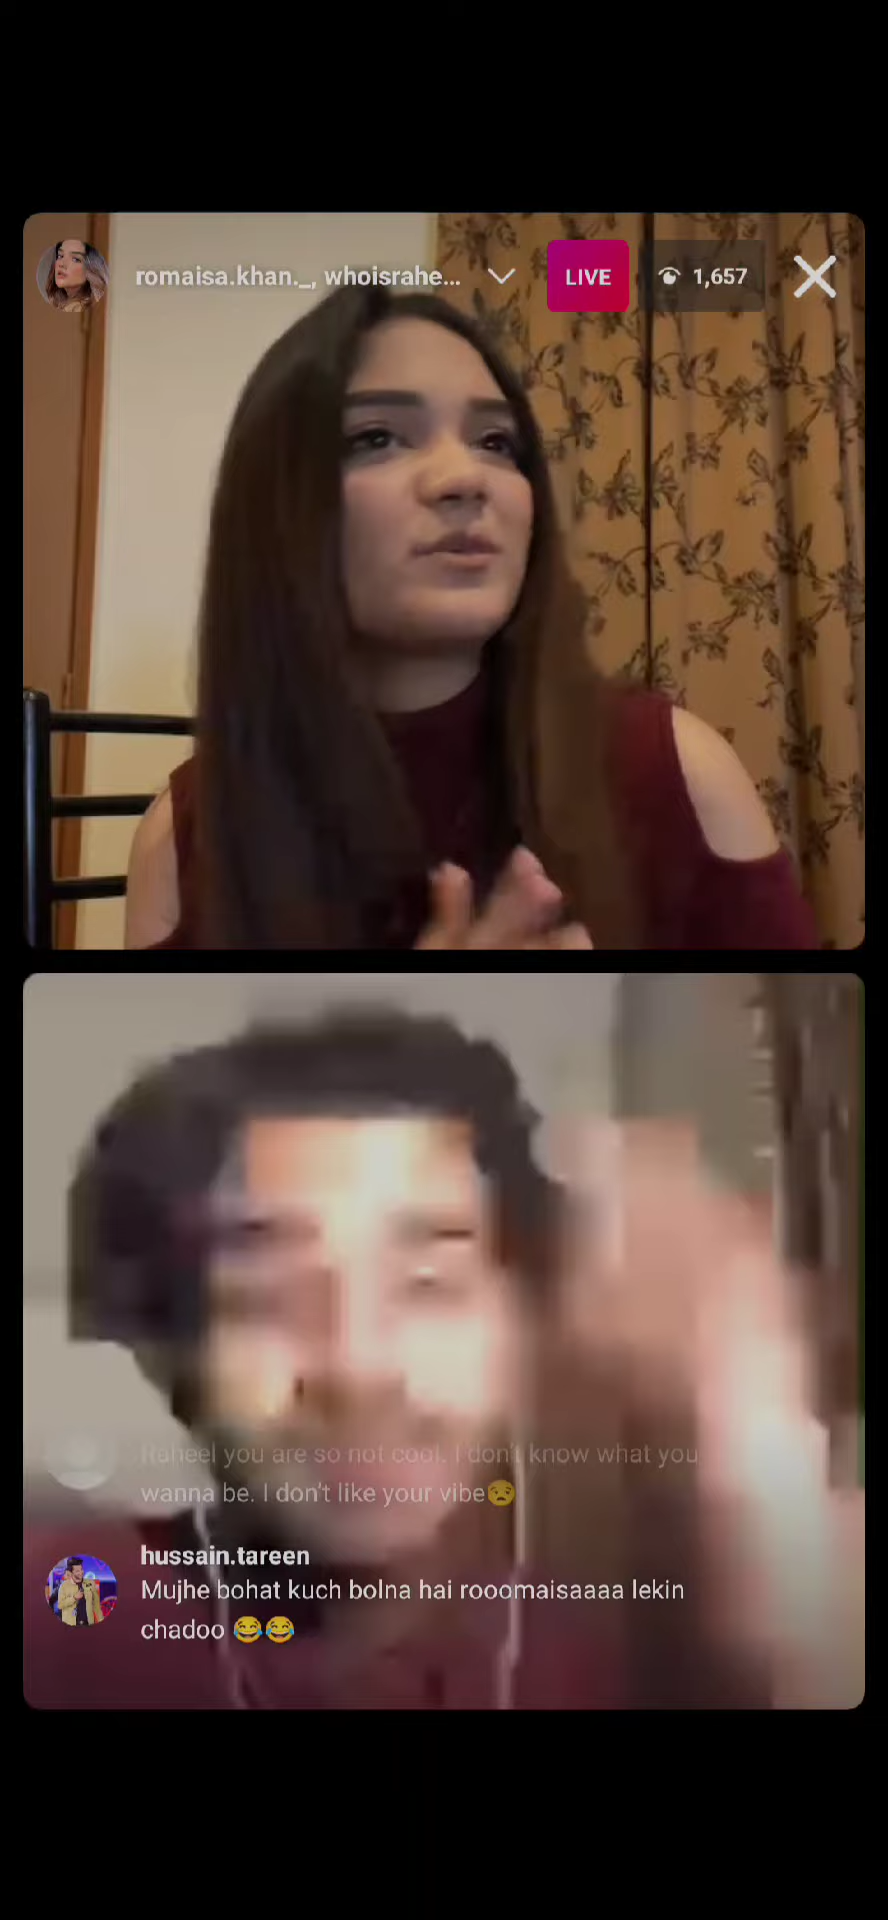 romaisa.khan._, whoisrahe...
LIVE
1,657
Raheel you are so not cool. I don't know what you
wanna be. I don't like your vibe😟
hussain.tareen
Mujhe bohat kuch bolna hai rooomaisaaaa lekin
chadoo 😂😂